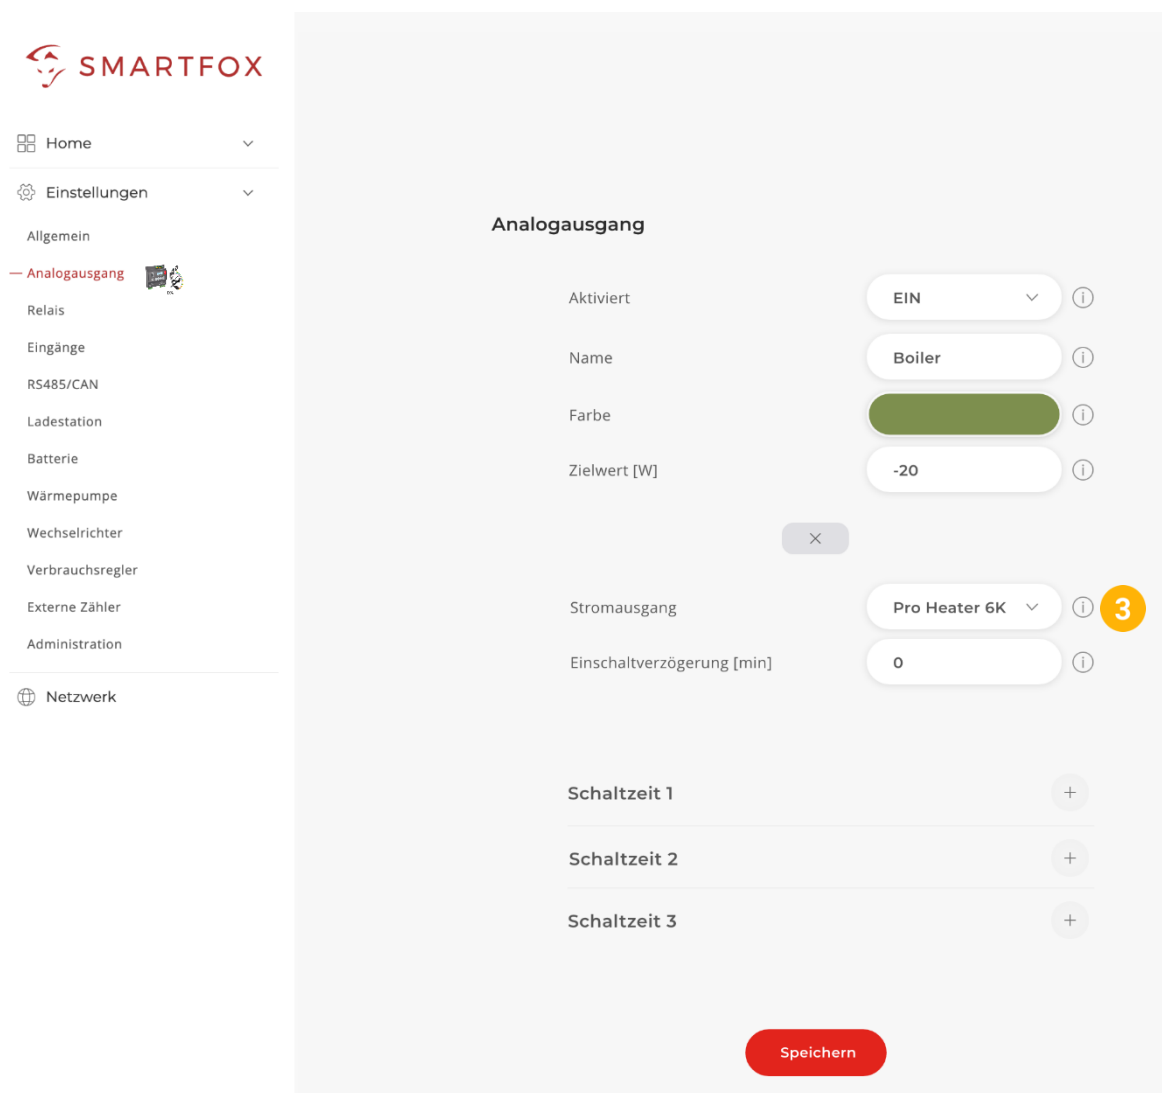 SMARTFOX
Home
Einstellungen
Allgemein
Analogausgang
Relais
Eingänge
RS485/CAN
Ladestation
Batterie
Wärmepumpe
Wechselrichter
Verbrauchsregler
Externe Zähler
Administration
Netzwerk
Analogausgang
Aktiviert EIN
Name Boiler
Farbe
Zielwert [W] -20
Stromausgang Pro Heater 6K 3
Einschaltverzögerung [min] 0
Schaltzeit 1
Schaltzeit 2
Schaltzeit 3
Speichern